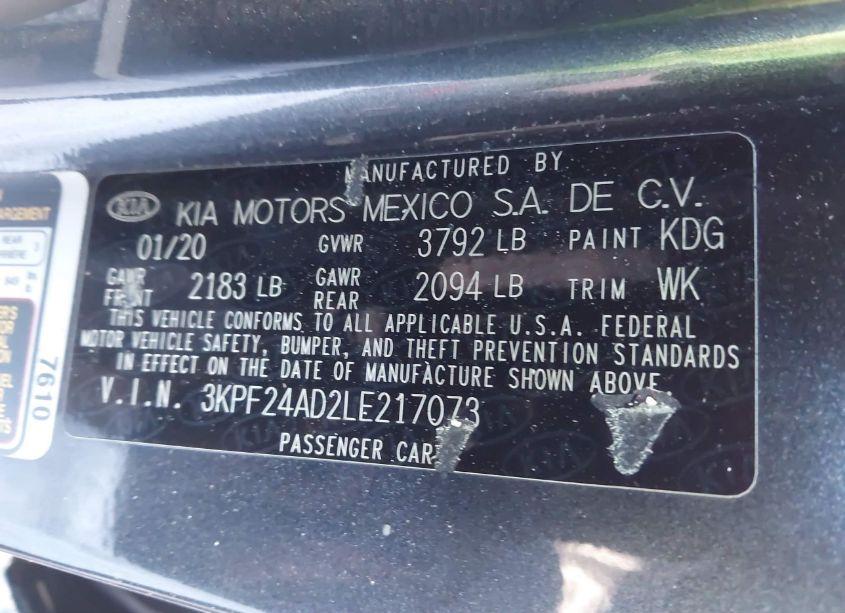 MANUFACTURED BY
KIA KIA MOTORS MEXICO S.A. DE C.V.
01/20 GVWR 3792 LB PAINT KDG
GAWR FRONT 2183 LB GAWR REAR 2094 LB TRIM WK
THIS VEHICLE CONFORMS TO ALL APPLICABLE U.S.A. FEDERAL
MOTOR VEHICLE SAFETY, BUMPER, AND THEFT PREVENTION STANDARDS
IN EFFECT ON THE DATE OF MANUFACTURE SHOWN ABOVE
V.I.N. 3KPF24AD2LE217073
PASSENGER CAR
REAR
7610